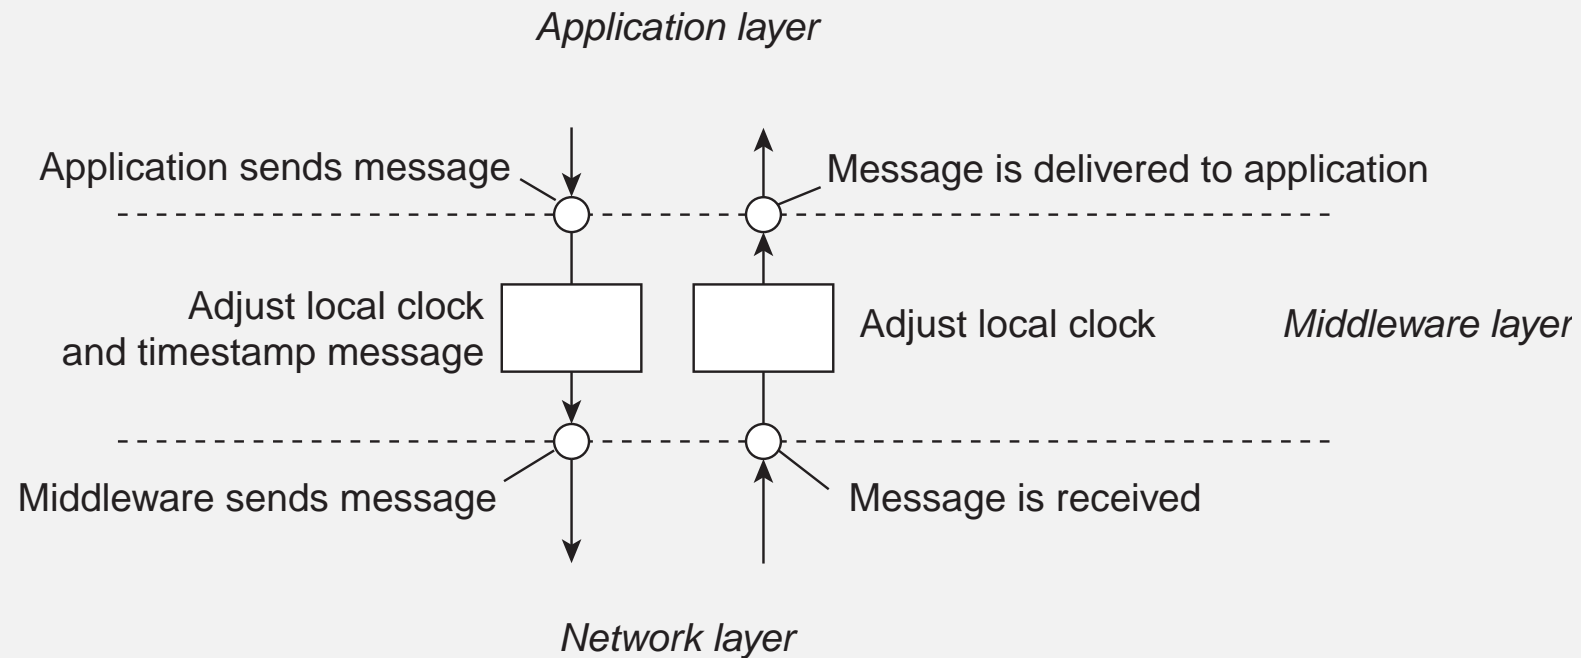 Application layer
Application sends message
Message is delivered to application
Adjust local clock
and timestamp message
Adjust local clock
Middleware layer
Middleware sends message
Message is received
Network layer